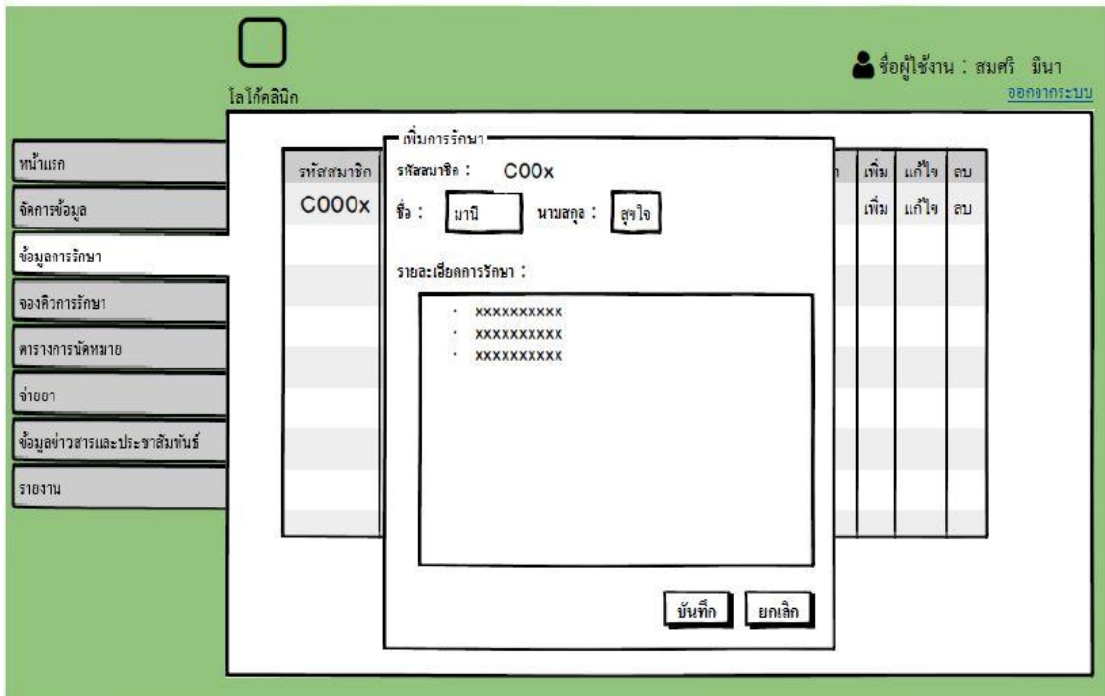 ชื่อผู้ใช้งาน : สมศรี มีนา
โลโก้คลินิก
ออกจากระบบ
หน้าแรก
จัดการข้อมูล
ข้อมูลการรักษา
จองคิวการรักษา
ตารางการนัดหมาย
จ่ายยา
ข้อมูลข่าวสารและประชาสัมพันธ์
รายงาน
รหัสสมาชิก เพิ่ม แก้ไข ลบ
C000x เพิ่ม แก้ไข ลบ
เพิ่มการรักษา
รหัสสมาชิก : C00x
ชื่อ : มานี นามสกุล : สุขใจ
รายละเอียดการรักษา :
· xxxxxxxxxx
· xxxxxxxxxx
· xxxxxxxxxx
บันทึก ยกเลิก